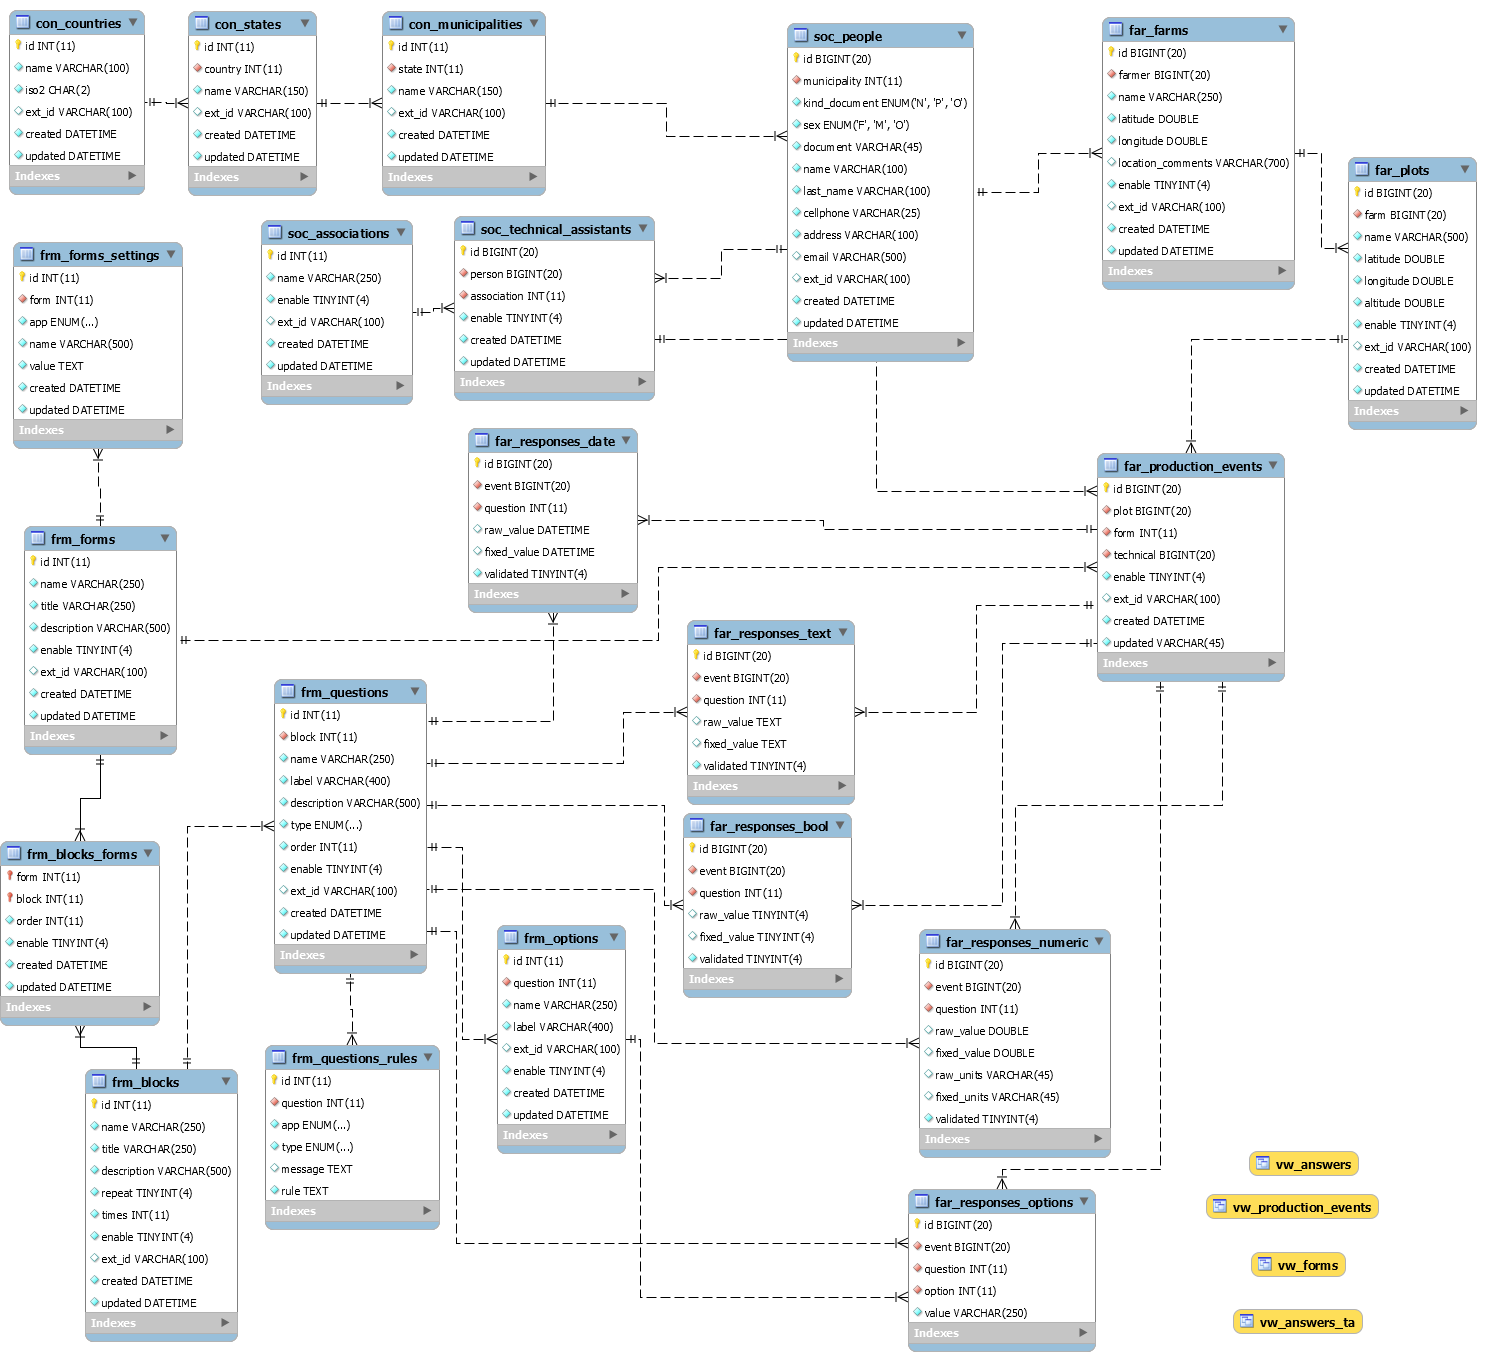 con_countries
id INT(11)
name VARCHAR(100)
iso2 CHAR(2)
ext_id VARCHAR(100)
created DATETIME
updated DATETIME
Indexes
con_states
id INT(11)
country INT(11)
name VARCHAR(150)
ext_id VARCHAR(100)
created DATETIME
updated DATETIME
Indexes
con_municipalities
id INT(11)
state INT(11)
name VARCHAR(150)
ext_id VARCHAR(100)
created DATETIME
updated DATETIME
Indexes
soc_people
id BIGINT(20)
municipality INT(11)
kind_document ENUM('N', 'P', 'O')
sex ENUM('F', 'M', 'O')
document VARCHAR(45)
name VARCHAR(100)
last_name VARCHAR(100)
cellphone VARCHAR(25)
address VARCHAR(100)
email VARCHAR(500)
ext_id VARCHAR(100)
created DATETIME
updated DATETIME
Indexes
far_farms
id BIGINT(20)
farmer BIGINT(20)
name VARCHAR(250)
latitude DOUBLE
longitude DOUBLE
location_comments VARCHAR(700)
enable TINYINT(4)
ext_id VARCHAR(100)
created DATETIME
updated DATETIME
Indexes
far_plots
id BIGINT(20)
farm BIGINT(20)
name VARCHAR(500)
latitude DOUBLE
longitude DOUBLE
altitude DOUBLE
enable TINYINT(4)
ext_id VARCHAR(100)
created DATETIME
updated DATETIME
Indexes
frm_forms_settings
id INT(11)
form INT(11)
app ENUM(...)
name VARCHAR(500)
value TEXT
created DATETIME
updated DATETIME
Indexes
soc_associations
id INT(11)
name VARCHAR(250)
enable TINYINT(4)
ext_id VARCHAR(100)
created DATETIME
updated DATETIME
Indexes
soc_technical_assistants
id BIGINT(20)
person BIGINT(20)
association INT(11)
enable TINYINT(4)
created DATETIME
updated DATETIME
Indexes
far_responses_date
id BIGINT(20)
event BIGINT(20)
question INT(11)
raw_value DATETIME
fixed_value DATETIME
validated TINYINT(4)
Indexes
far_production_events
id BIGINT(20)
plot BIGINT(20)
form INT(11)
technical BIGINT(20)
enable TINYINT(4)
ext_id VARCHAR(100)
created DATETIME
updated VARCHAR(45)
Indexes
frm_forms
id INT(11)
name VARCHAR(250)
title VARCHAR(250)
description VARCHAR(500)
enable TINYINT(4)
ext_id VARCHAR(100)
created DATETIME
updated DATETIME
Indexes
far_responses_text
id BIGINT(20)
event BIGINT(20)
question INT(11)
raw_value TEXT
fixed_value TEXT
validated TINYINT(4)
Indexes
frm_questions
id INT(11)
block INT(11)
name VARCHAR(250)
label VARCHAR(400)
description VARCHAR(500)
type ENUM(...)
order INT(11)
enable TINYINT(4)
ext_id VARCHAR(100)
created DATETIME
updated DATETIME
Indexes
far_responses_bool
id BIGINT(20)
event BIGINT(20)
question INT(11)
raw_value TINYINT(4)
fixed_value TINYINT(4)
validated TINYINT(4)
Indexes
frm_blocks_forms
form INT(11)
block INT(11)
order INT(11)
enable TINYINT(4)
created DATETIME
updated DATETIME
Indexes
frm_options
id INT(11)
question INT(11)
name VARCHAR(250)
label VARCHAR(400)
ext_id VARCHAR(100)
enable TINYINT(4)
created DATETIME
updated DATETIME
Indexes
far_responses_numeric
id BIGINT(20)
event BIGINT(20)
question INT(11)
raw_value DOUBLE
fixed_value DOUBLE
raw_units VARCHAR(45)
fixed_units VARCHAR(45)
validated TINYINT(4)
Indexes
frm_questions_rules
id INT(11)
question INT(11)
app ENUM(...)
type ENUM(...)
message TEXT
rule TEXT
Indexes
frm_blocks
id INT(11)
name VARCHAR(250)
title VARCHAR(250)
description VARCHAR(500)
repeat TINYINT(4)
times INT(11)
enable TINYINT(4)
ext_id VARCHAR(100)
created DATETIME
updated DATETIME
Indexes
far_responses_options
id BIGINT(20)
event BIGINT(20)
question INT(11)
option INT(11)
value VARCHAR(250)
Indexes
vw_answers
vw_production_events
vw_forms
vw_answers_ta